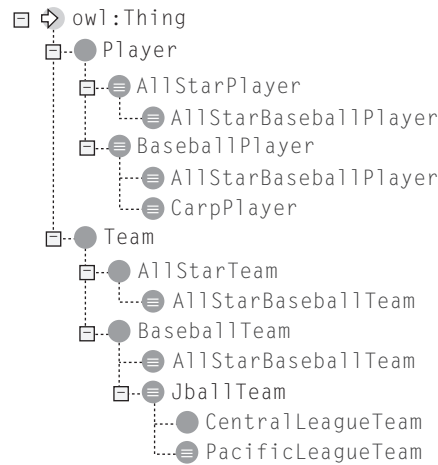 owl:Thing
Player
AllStarPlayer
AllStarBaseballPlayer
BaseballPlayer
AllStarBaseballPlayer
CarpPlayer
Team
AllStarTeam
AllStarBaseballTeam
BaseballTeam
AllStarBaseballTeam
JballTeam
CentralLeagueTeam
PacificLeagueTeam